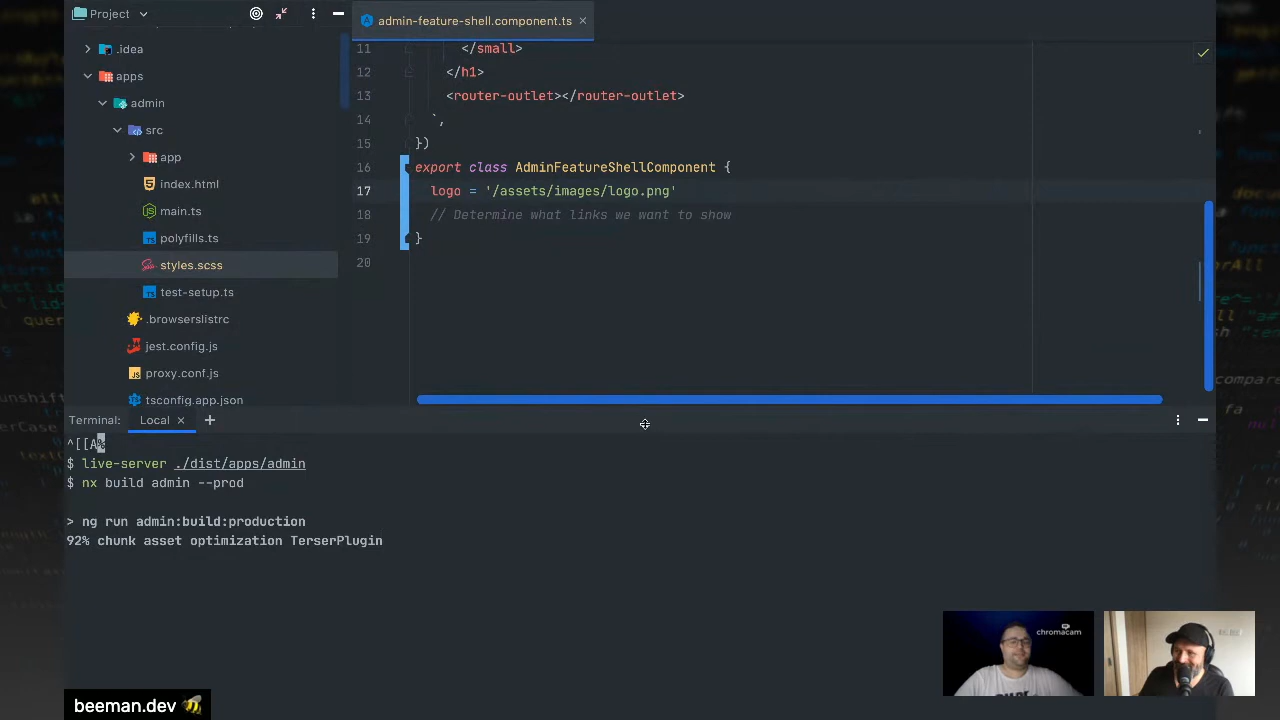 Project
admin-feature-shell.component.ts
.idea
apps
admin
src
app
index.html
main.ts
polyfills.ts
styles.scss
test-setup.ts
.browserslistrc
jest.config.js
proxy.conf.js
tsconfig.app.json
11 </small>
12 </h1>
13 <router-outlet></router-outlet>
14 `,
15 })
16 export class AdminFeatureShellComponent {
17 logo = '/assets/images/logo.png'
18 // Determine what links we want to show
19 }
20
Terminal: Local
^[[A%
$ live-server ./dist/apps/admin
$ nx build admin --prod
> ng run admin:build:production
92% chunk asset optimization TerserPlugin
chromacam
beeman.dev